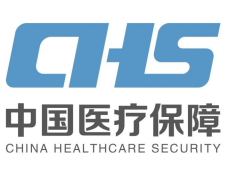 CHS
中国医疗保障
CHINA HEALTHCARE SECURITY